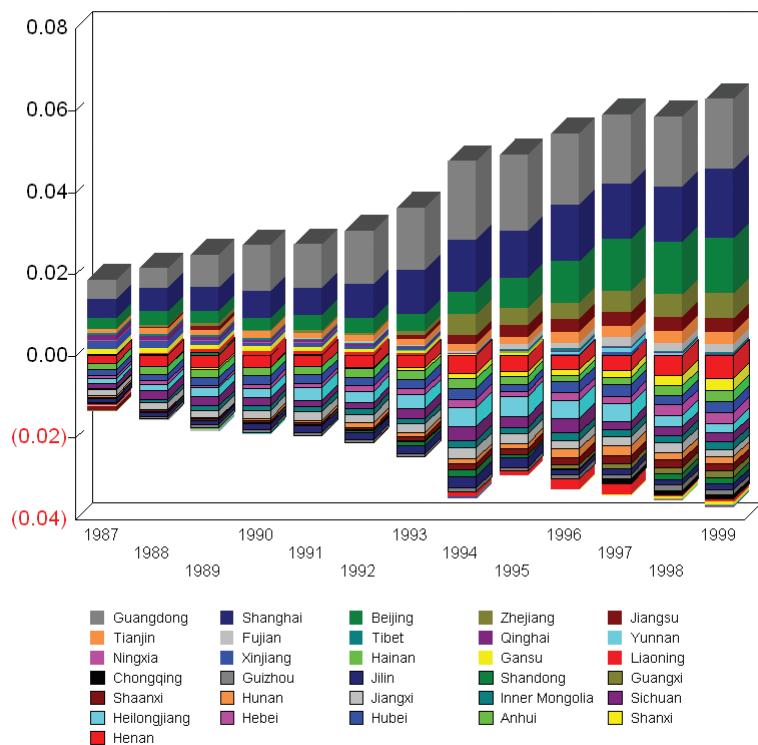 0.08
0.06
0.04
0.02
0.00
(0.02)
(0.04)
1987 1990 1993 1996 1999
1988 1991 1994 1997
1989 1992 1995 1998
Guangdong Shanghai Beijing Zhejiang Jiangsu
Tianjin Fujian Tibet Qinghai Yunnan
Ningxia Xinjiang Hainan Gansu Liaoning
Chongqing Guizhou Jilin Shandong Guangxi
Shaanxi Hunan Jiangxi Inner Mongolia Sichuan
Heilongjiang Hebei Hubei Anhui Shanxi
Henan